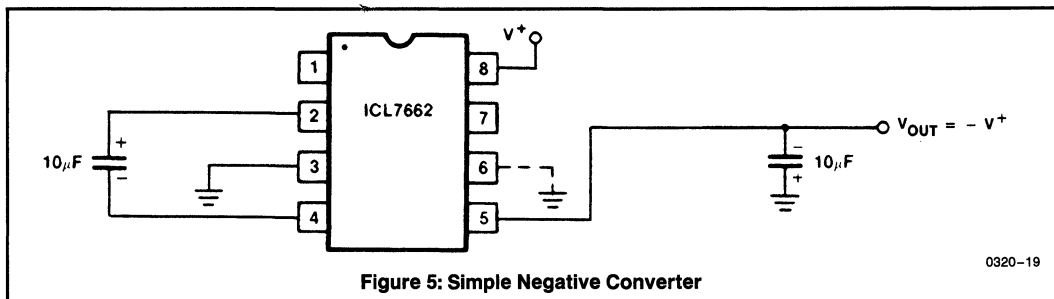 V+
1
8
ICL7662
2
7
VOUT = - V+
+
10μF
-
-
10μF
+
3
6
4
5
0320-19
Figure 5: Simple Negative Converter